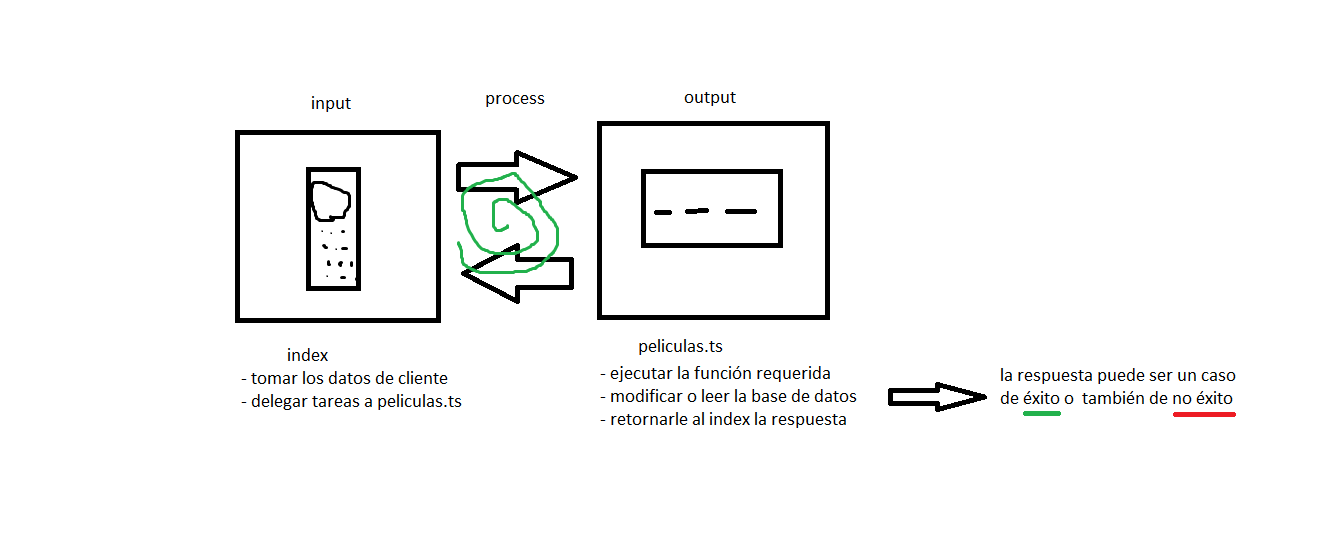 input
process
output
index
- tomar los datos de cliente
- delegar tareas a peliculas.ts
peliculas.ts
- ejecutar la función requerida
- modificar o leer la base de datos
- retornarle al index la respuesta
la respuesta puede ser un caso
de éxito o también de no éxito